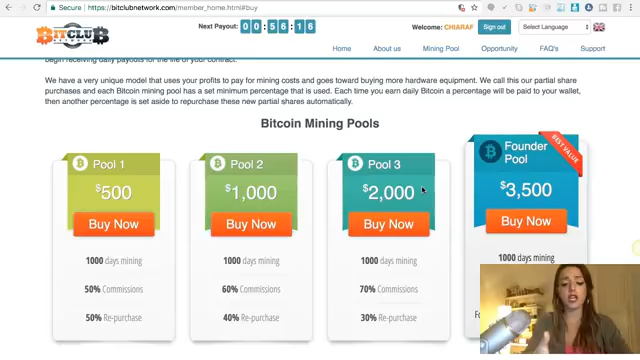 Secure https://bitclubnetwork.com/member_home.html#buy
BITCLUB
NETWORK
Next Payout: 00:56:16
Welcome: CHIARAF
Sign out
Select Language
Home About us Mining Pool Opportunity FAQ's Support
begin receiving daily payouts for the life of your contract.
We have a very unique model that uses your profits to pay for mining costs and goes toward buying more hardware equipment. We call this our partial share
purchases and each Bitcoin mining pool has a set minimum percentage that is used. Each time you earn daily Bitcoin a percentage will be paid to your wallet,
then another percentage is set aside to repurchase these new partial shares automatically.
Bitcoin Mining Pools
Pool 1
$500
Buy Now
1000 days mining
50% Commissions
50% Re-purchase
Pool 2
$1,000
Buy Now
1000 days mining
60% Commissions
40% Re-purchase
Pool 3
$2,000
Buy Now
1000 days mining
70% Commissions
30% Re-purchase
Founder
Pool
BEST VALUE
$3,500
Buy Now
1000 days mining